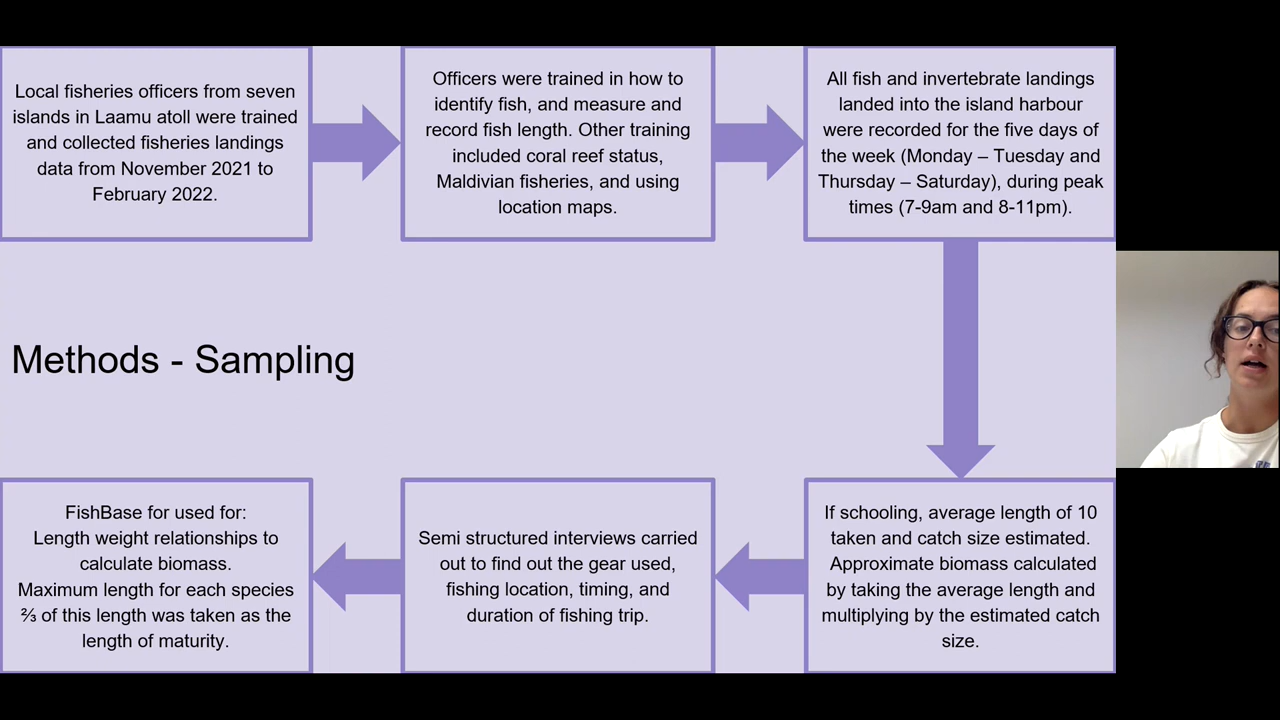 Local fisheries officers from seven
islands in Laamu atoll were trained
and collected fisheries landings
data from November 2021 to
February 2022.
Officers were trained in how to
identify fish, and measure and
record fish length. Other training
included coral reef status,
Maldivian fisheries, and using
location maps.
All fish and invertebrate landings
landed into the island harbour
were recorded for the five days of
the week (Monday – Tuesday and
Thursday – Saturday), during peak
times (7-9am and 8-11pm).
Methods - Sampling
If schooling, average length of 10
taken and catch size estimated.
Approximate biomass calculated
by taking the average length and
multiplying by the estimated catch
size.
Semi structured interviews carried
out to find out the gear used,
fishing location, timing, and
duration of fishing trip.
FishBase for used for:
Length weight relationships to
calculate biomass.
Maximum length for each species
⅔ of this length was taken as the
length of maturity.